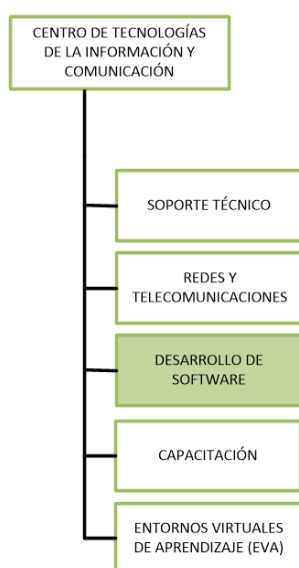 CENTRO DE TECNOLOGÍAS
DE LA INFORMACIÓN Y
COMUNICACIÓN
SOPORTE TÉCNICO
REDES Y
TELECOMUNICACIONES
DESARROLLO DE
SOFTWARE
CAPACITACIÓN
ENTORNOS VIRTUALES
DE APRENDIZAJE (EVA)